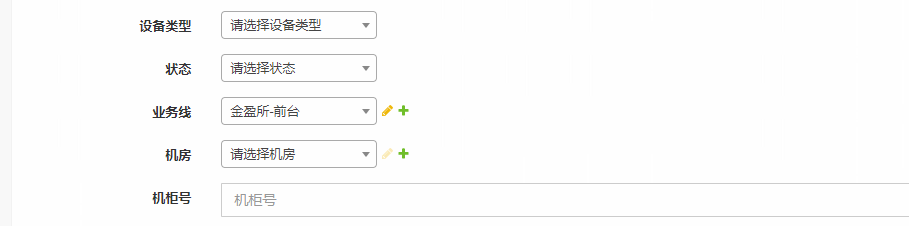 设备类型 请选择设备类型
状态 请选择状态
业务线 金盈所-前台
机房 请选择机房
机柜号 机柜号